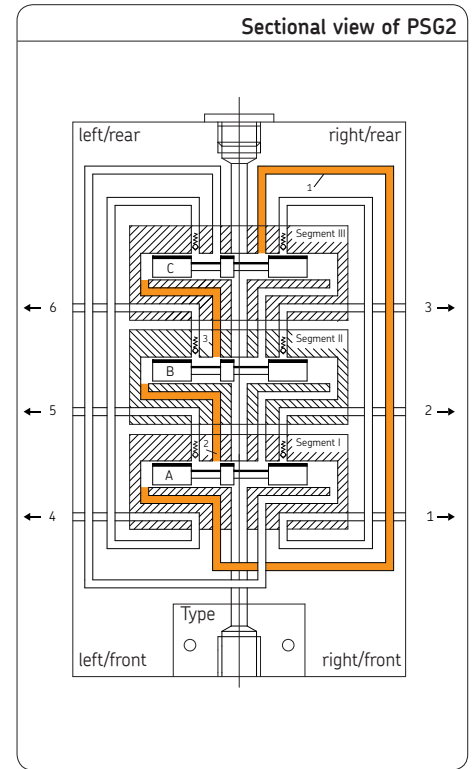 Sectional view of PSG2
left/rear
right/rear
1
Segment III
C
6
3
3
Segment II
B
5
2
2
Segment I
A
4
1
Type
left/front
right/front